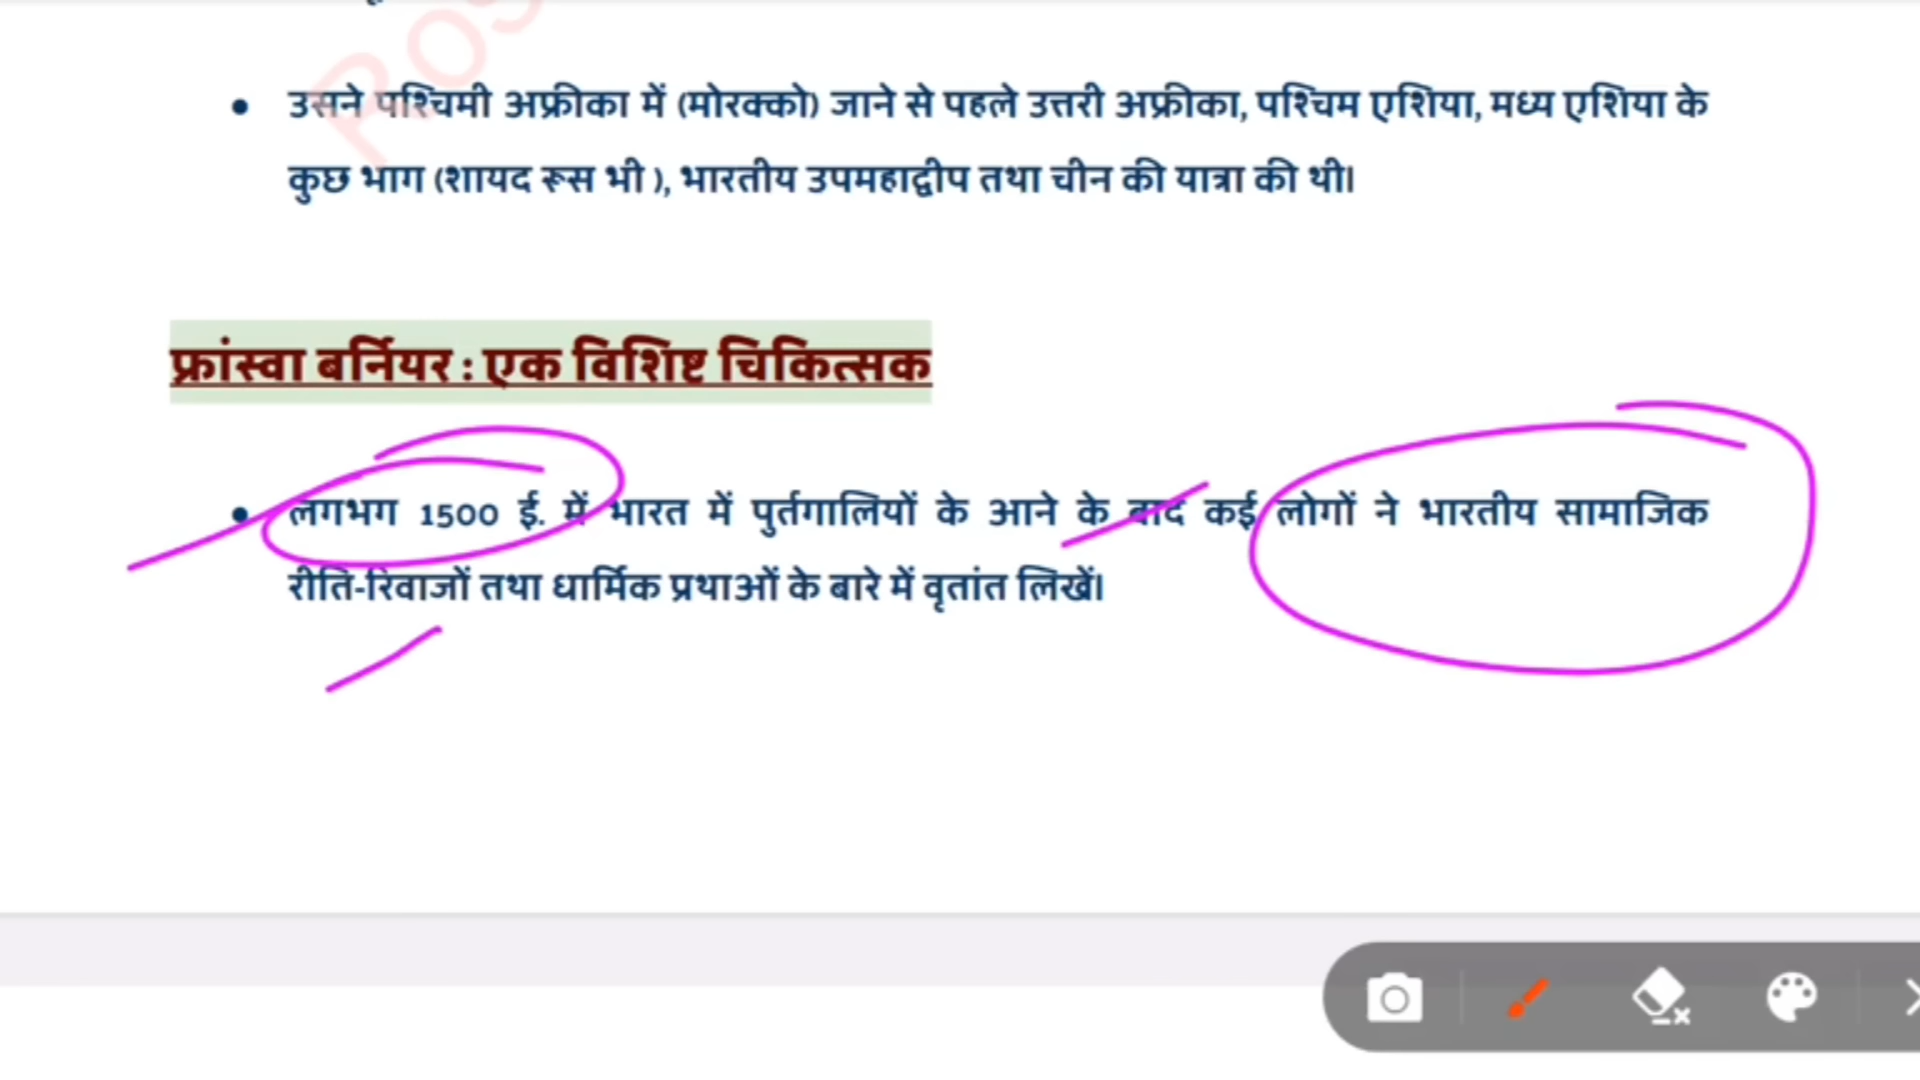 Ros
उसने पश्चिमी अफ्रीका में (मोरक्को) जाने से पहले उत्तरी अफ्रीका, पश्चिम एशिया, मध्य एशिया के
कुछ भाग (शायद रूस भी ), भारतीय उपमहाद्वीप तथा चीन की यात्रा की थी।
फ्रांस्वा बर्नियर : एक विशिष्ट चिकित्सक
लगभग 1500 ई. में भारत में पुर्तगालियों के आने के बाद कई लोगों ने भारतीय सामाजिक
रीति-रिवाजों तथा धार्मिक प्रथाओं के बारे में वृतांत लिखें।